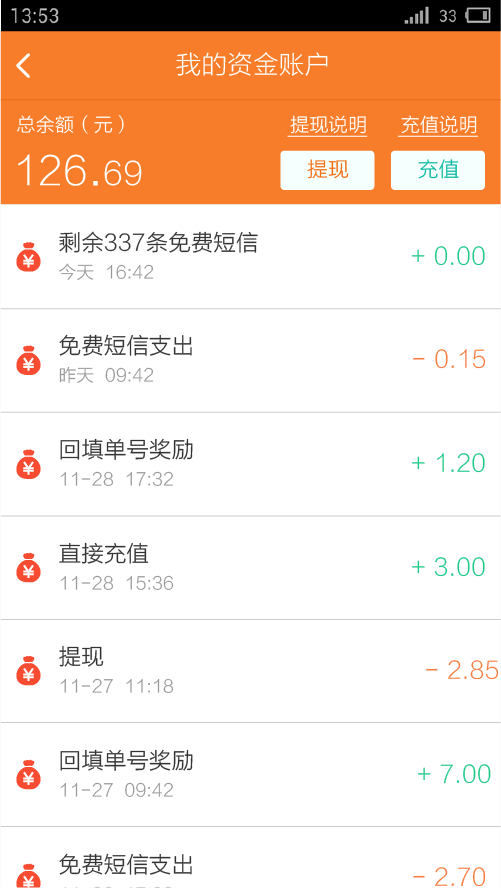 13:53 33
我的资金账户
总余额（元） 提现说明 充值说明
126.69 提现 充值
剩余337条免费短信
今天 16:42
+ 0.00
免费短信支出
昨天 09:42
- 0.15
回填单号奖励
11-28 17:32
+ 1.20
直接充值
11-28 15:36
+ 3.00
提现
11-27 11:18
- 2.85
回填单号奖励
11-27 09:42
+ 7.00
免费短信支出
- 2.70